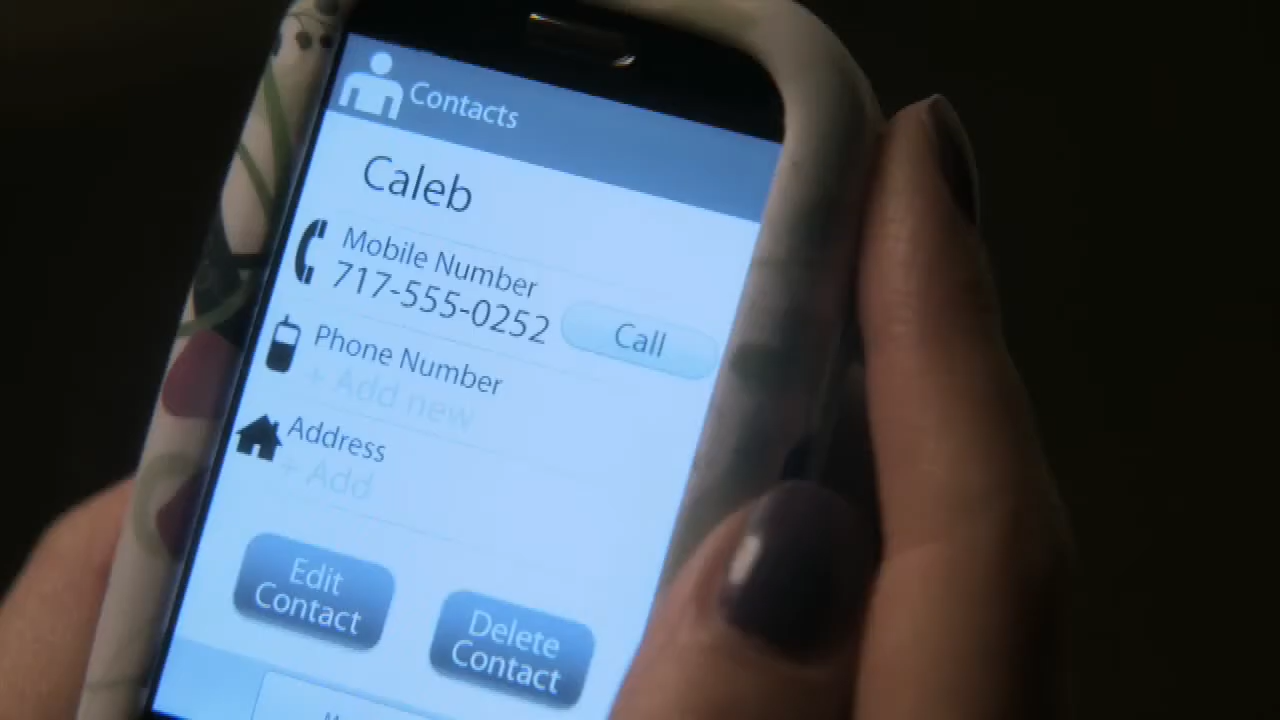 Contacts
Caleb
Mobile Number
717-555-0252
Call
Phone Number
+ Add new
Address
+ Add
Edit
Contact
Delete
Contact